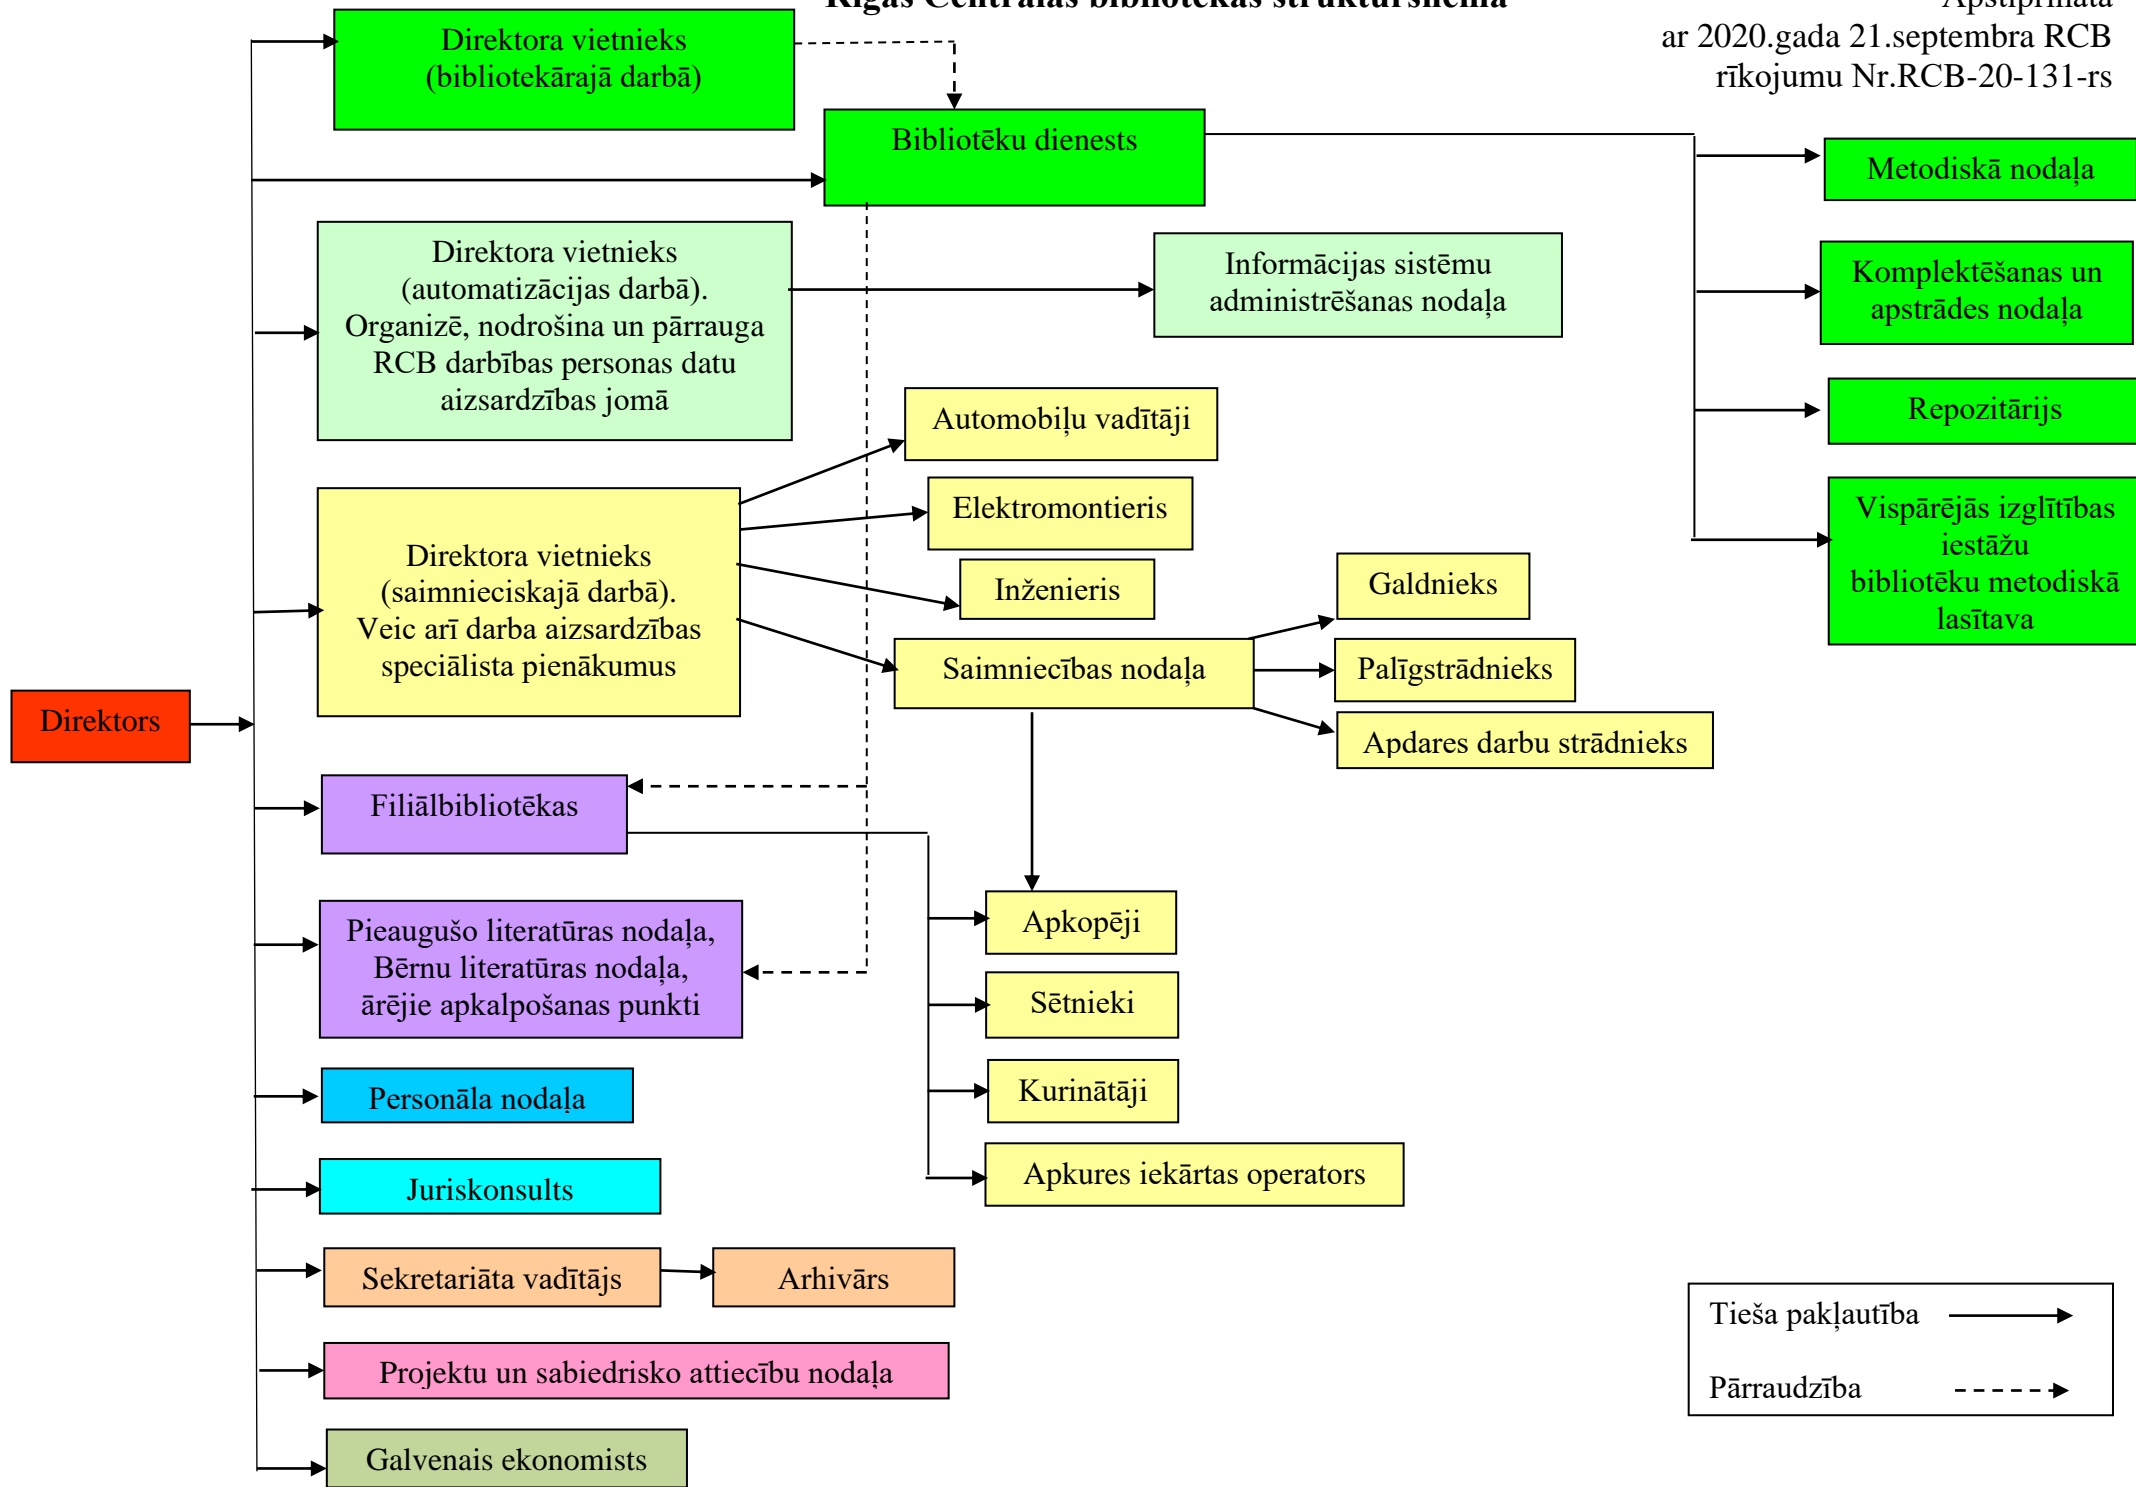 Rīgas Centrālās bibliotēkas struktūrshēma
Apstiprināta
ar 2020.gada 21.septembra RCB
rīkojumu Nr.RCB-20-131-rs
Direktora vietnieks
(bibliotekārajā darbā)
Bibliotēku dienests
Metodiskā nodaļa
Direktora vietnieks
(automatizācijas darbā).
Organizē, nodrošina un pārrauga
RCB darbības personas datu
aizsardzības jomā
Informācijas sistēmu
administrēšanas nodaļa
Komplektēšanas un
apstrādes nodaļa
Repozitārijs
Automobiļu vadītāji
Elektromontieris
Vispārējās izglītības
iestāžu
bibliotēku metodiskā
lasītava
Direktora vietnieks
(saimnieciskajā darbā).
Veic arī darba aizsardzības
speciālista pienākumus
Inženieris
Galdnieks
Saimniecības nodaļa
Palīgstrādnieks
Apdares darbu strādnieks
Direktors
Filiālbibliotēkas
Pieaugušo literatūras nodaļa,
Bērnu literatūras nodaļa,
ārējie apkalpošanas punkti
Apkopēji
Sētnieki
Personāla nodaļa
Kurinātāji
Juriskonsults
Apkures iekārtas operators
Sekretariāta vadītājs
Arhivārs
Projektu un sabiedrisko attiecību nodaļa
Galvenais ekonomists
Tieša pakļautība
Pārraudzība